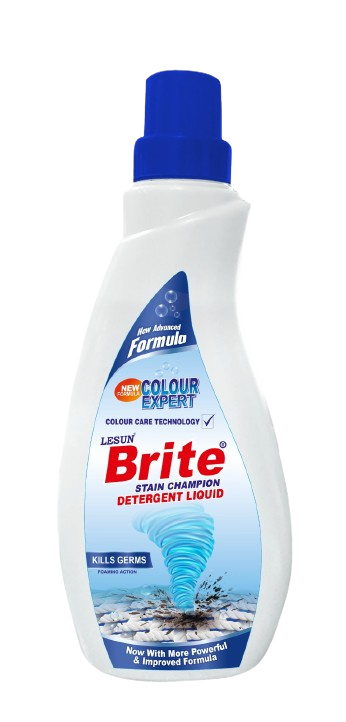 New Advanced
Formula
NEW
FORMULA
COLOUR
EXPERT
COLOUR CARE TECHNOLOGY
LESUN®
Brite®
STAIN CHAMPION
DETERGENT LIQUID
KILLS GERMS
FOAMING ACTION
Now With More Powerful
& Improved Formula